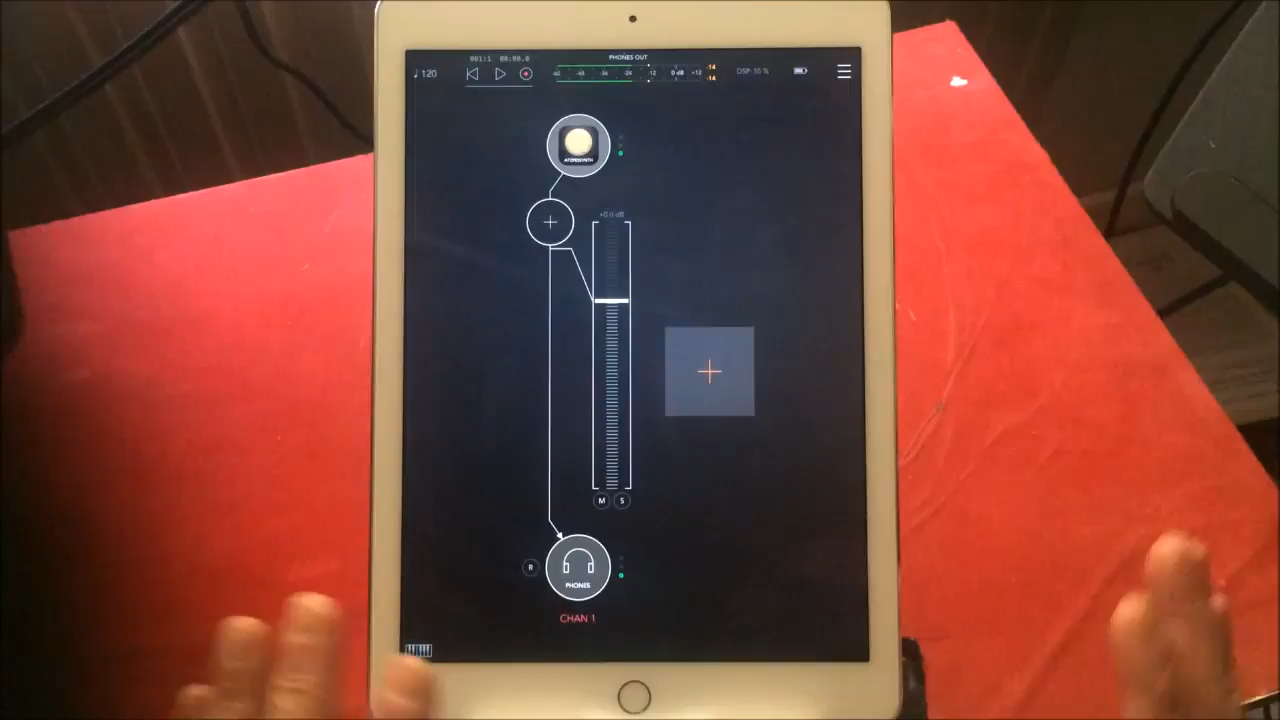 PHONES OUT
001:1 00:00.0
♩120
-60 -48 -36 -24 -12 0 dB +12
-14
-14
DSP: 55 %
+0.0 dB
M S
R
PHONES
CHAN 1